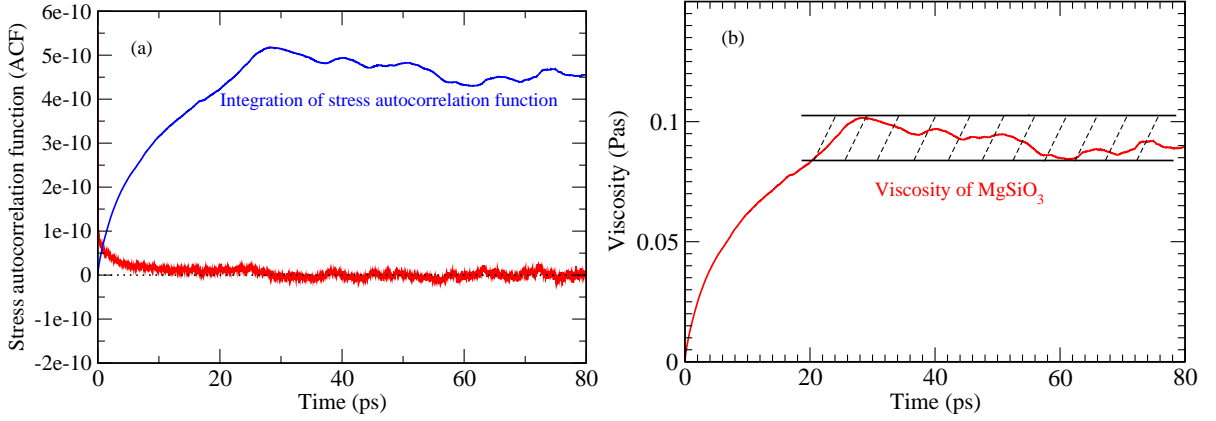 6e-10
5e-10
4e-10
3e-10
2e-10
1e-10
0
-1e-10
-2e-10
Stress autocorrelation function (ACF)
(a)
Integration of stress autocorrelation function
0 20 40 60 80
Time (ps)
0.1
0.05
0
Viscosity (Pas)
(b)
Viscosity of MgSiO₃
0 20 40 60 80
Time (ps)